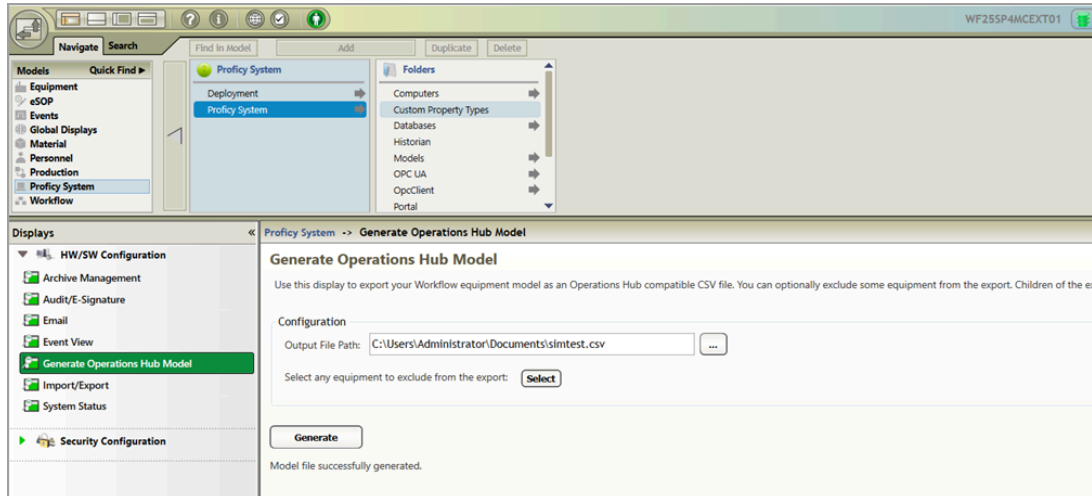 WF25SP4MCEXT01
Navigate Search
Find In Model Add Duplicate Delete
Models Quick Find
Equipment
eSOP
Events
Global Displays
Material
Personnel
Production
Proficy System
Workflow
Proficy System
Deployment
Proficy System
Folders
Computers
Custom Property Types
Databases
Historian
Models
OPC UA
OpcClient
Portal
Displays «
HW/SW Configuration
Archive Management
Audit/E-Signature
Email
Event View
Generate Operations Hub Model
Import/Export
System Status
Security Configuration
Proficy System -> Generate Operations Hub Model
Generate Operations Hub Model
Use this display to export your Workflow equipment model as an Operations Hub compatible CSV file. You can optionally exclude some equipment from the export. Children of the
Configuration
Output File Path: C:\Users\Administrator\Documents\simtest.csv ...
Select any equipment to exclude from the export: Select
Generate
Model file successfully generated.